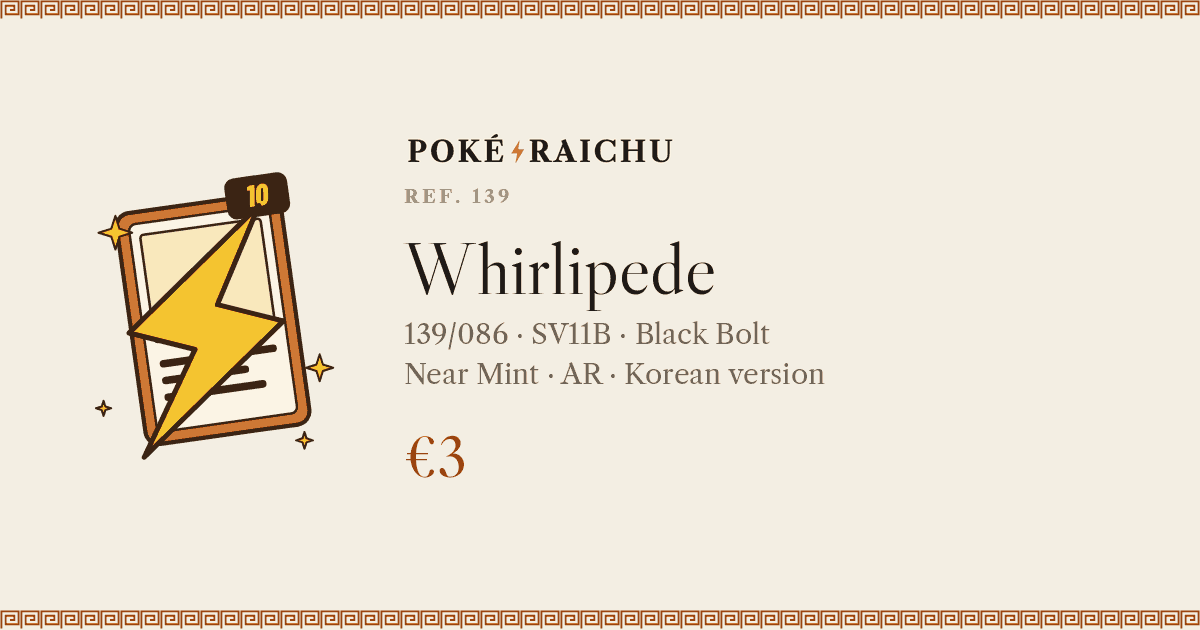 10
POKÉ RAICHU
REF. 139
Whirlipede
139/086 · SV11B · Black Bolt
Near Mint · AR · Korean version
€3